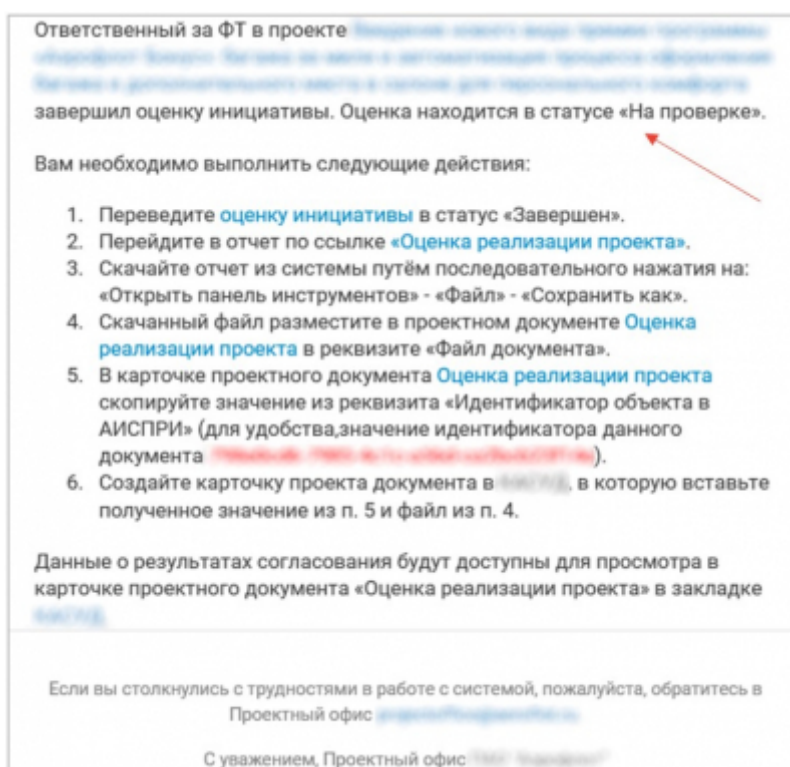 Ответственный за ФТ в проекте
завершил оценку инициативы. Оценка находится в статусе «На проверке».
Вам необходимо выполнить следующие действия:
1. Переведите оценку инициативы в статус «Завершен».
2. Перейдите в отчет по ссылке «Оценка реализации проекта».
3. Скачайте отчет из системы путём последовательного нажатия на:
«Открыть панель инструментов» - «Файл» - «Сохранить как».
4. Скачанный файл разместите в проектном документе Оценка
реализации проекта в реквизите «Файл документа».
5. В карточке проектного документа Оценка реализации проекта
скопируйте значение из реквизита «Идентификатор объекта в
АИСПРИ» (для удобства,значение идентификатора данного
документа ).
6. Создайте карточку проекта документа в , в которую вставьте
полученное значение из п. 5 и файл из п. 4.
Данные о результатах согласования будут доступны для просмотра в
карточке проектного документа «Оценка реализации проекта» в закладке
Если вы столкнулись с трудностями в работе с системой, пожалуйста, обратитесь в
Проектный офис
С уважением, Проектный офис